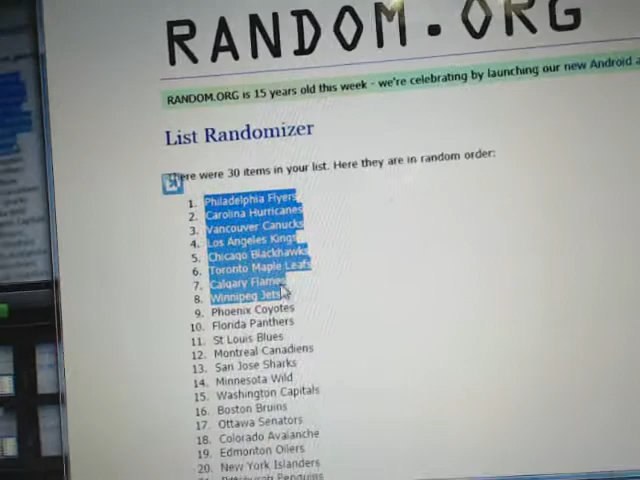 RANDOM.ORG
RANDOM.ORG is 15 years old this week - we're celebrating by launching our new Android a
List Randomizer
There were 30 items in your list. Here they are in random order:
1. Philadelphia Flyers
2. Carolina Hurricanes
3. Vancouver Canucks
4. Los Angeles Kings
5. Chicago Blackhawks
6. Toronto Maple Leafs
7. Calgary Flames
8. Winnipeg Jets
9. Phoenix Coyotes
10. Florida Panthers
11. St Louis Blues
12. Montreal Canadiens
13. San Jose Sharks
14. Minnesota Wild
15. Washington Capitals
16. Boston Bruins
17. Ottawa Senators
18. Colorado Avalanche
19. Edmonton Oilers
20. New York Islanders
Pittsburgh Penguins